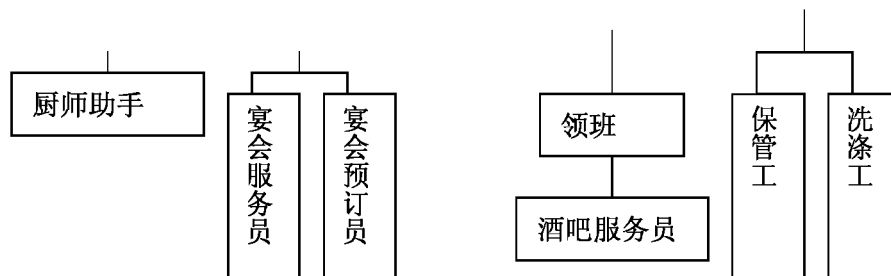 厨师助手
宴会服务员
宴会预订员
领班
酒吧服务员
保管工
洗涤工